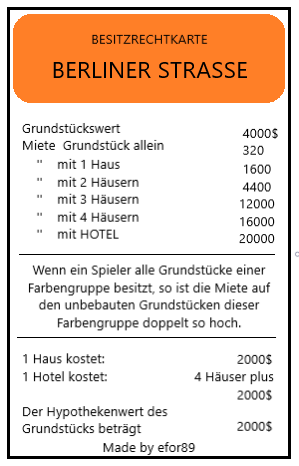 BESITZRECHTKARTE
BERLINER STRASSE
Grundstückswert 4000$
Miete Grundstück allein 320
" mit 1 Haus 1600
" mit 2 Häusern 4400
" mit 3 Häusern 12000
" mit 4 Häusern 16000
" mit HOTEL 20000
Wenn ein Spieler alle Grundstücke einer
Farbengruppe besitzt, so ist die Miete auf
den unbebauten Grundstücken dieser
Farbengruppe doppelt so hoch.
1 Haus kostet: 2000$
1 Hotel kostet: 4 Häuser plus
2000$
Der Hypothekenwert des
Grundstücks beträgt 2000$
Made by efor89